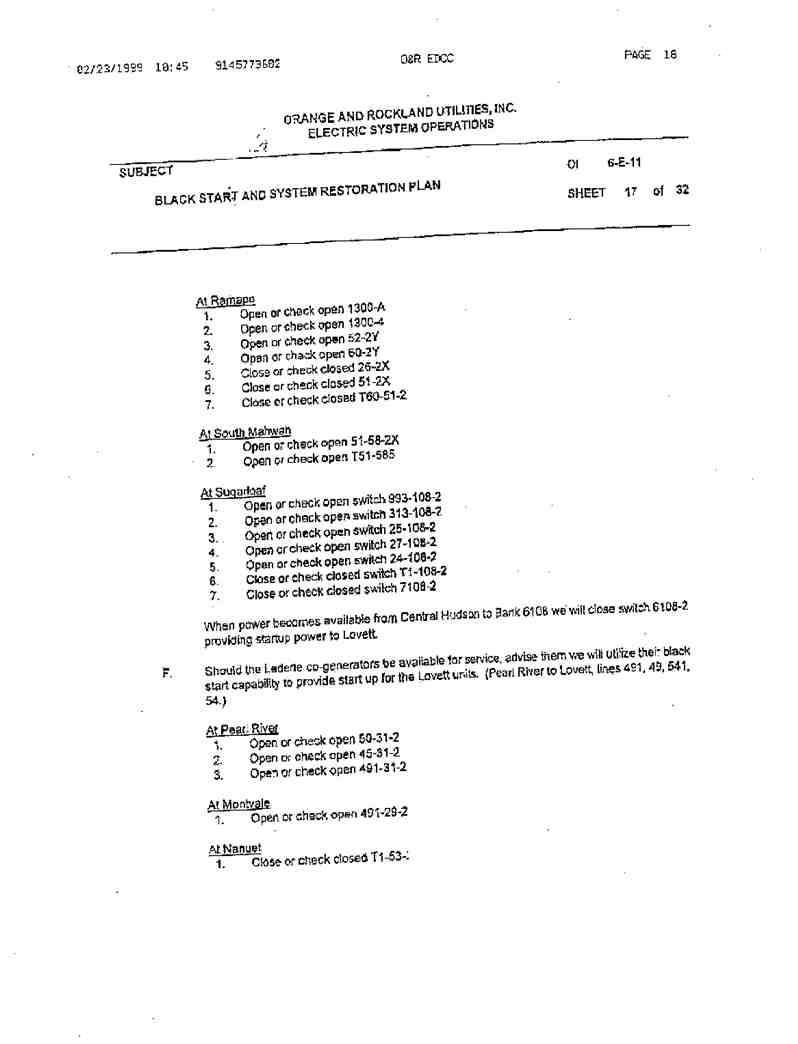 02/23/1999 10:45 9145773682 O&R EDCC PAGE 18
ORANGE AND ROCKLAND UTILITIES, INC.
ELECTRIC SYSTEM OPERATIONS
SUBJECT OI 6-E-11
BLACK START AND SYSTEM RESTORATION PLAN SHEET 17 of 32
At Ramapo
1. Open or check open 1300-A
2. Open or check open 1300-4
3. Open or check open 52-2Y
4. Open or check open 60-2Y
5. Close or check closed 26-2X
6. Close or check closed 51-2X
7. Close or check closed T60-51-2
At South Mahwah
1. Open or check open 51-58-2X
2. Open or check open T51-585
At Sugarloaf
1. Open or check open switch 993-108-2
2. Open or check open switch 313-108-2
3. Open or check open switch 25-108-2
4. Open or check open switch 27-108-2
5. Open or check open switch 24-108-2
6. Close or check closed switch T1-108-2
7. Close or check closed switch 7108-2
When power becomes available from Central Hudson to Bank 6108 we will close switch 6108-2
providing startup power to Lovett.
F. Should the Lederle co-generators be available for service, advise them we will utilize their black
start capability to provide start up for the Lovett units. (Pearl River to Lovett, lines 491, 49, 541,
54.)
At Pearl River
1. Open or check open 50-31-2
2. Open or check open 45-31-2
3. Open or check open 491-31-2
At Montvale
1. Open or check open 491-29-2
At Nanuet
1. Close or check closed T1-53-